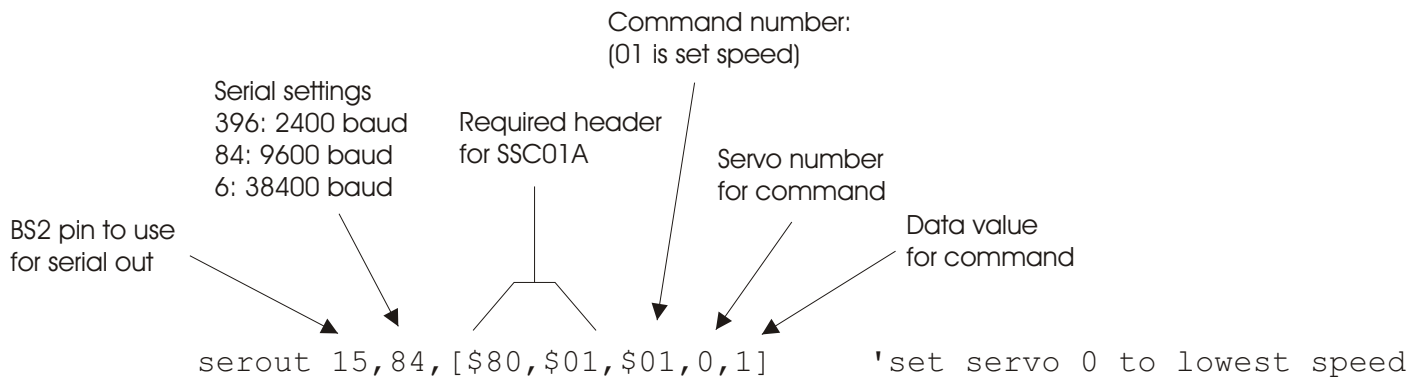 Command number:
(01 is set speed)
Serial settings
396: 2400 baud
84: 9600 baud
6: 38400 baud
Required header
for SSC01A
Servo number
for command
BS2 pin to use
for serial out
Data value
for command
serout 15,84,[$80,$01,$01,0,1] 'set servo 0 to lowest speed